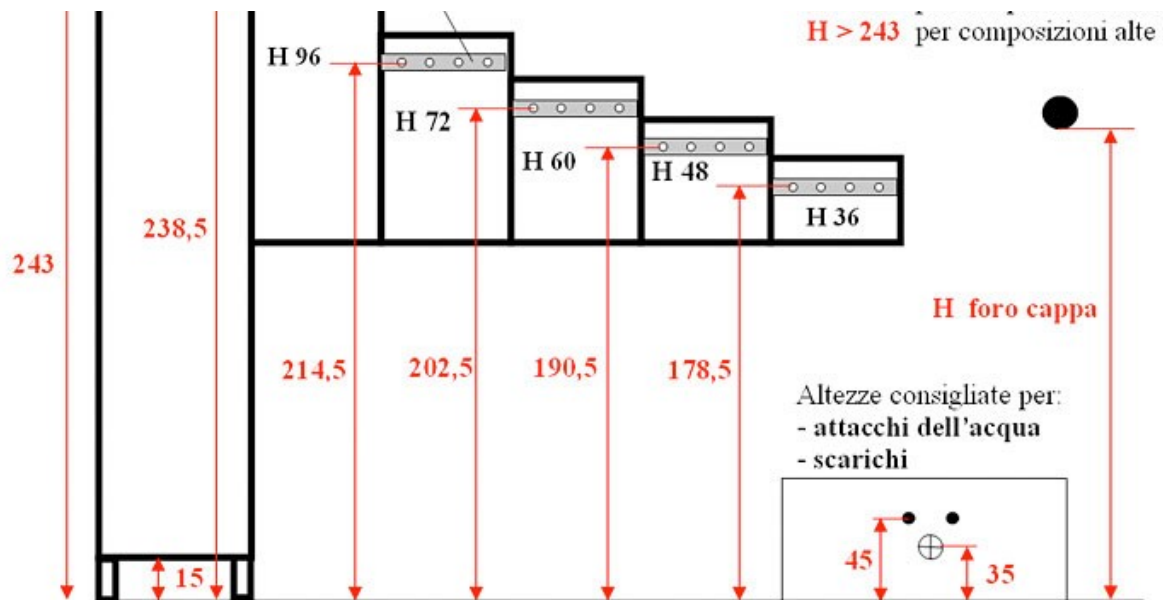 H > 243 per composizioni alte
H 96
H 72
H 60
H 48
H 36
238,5
243
H foro cappa
214,5
202,5
190,5
178,5
Altezze consigliate per:
- attacchi dell’acqua
- scarichi
15
45
35